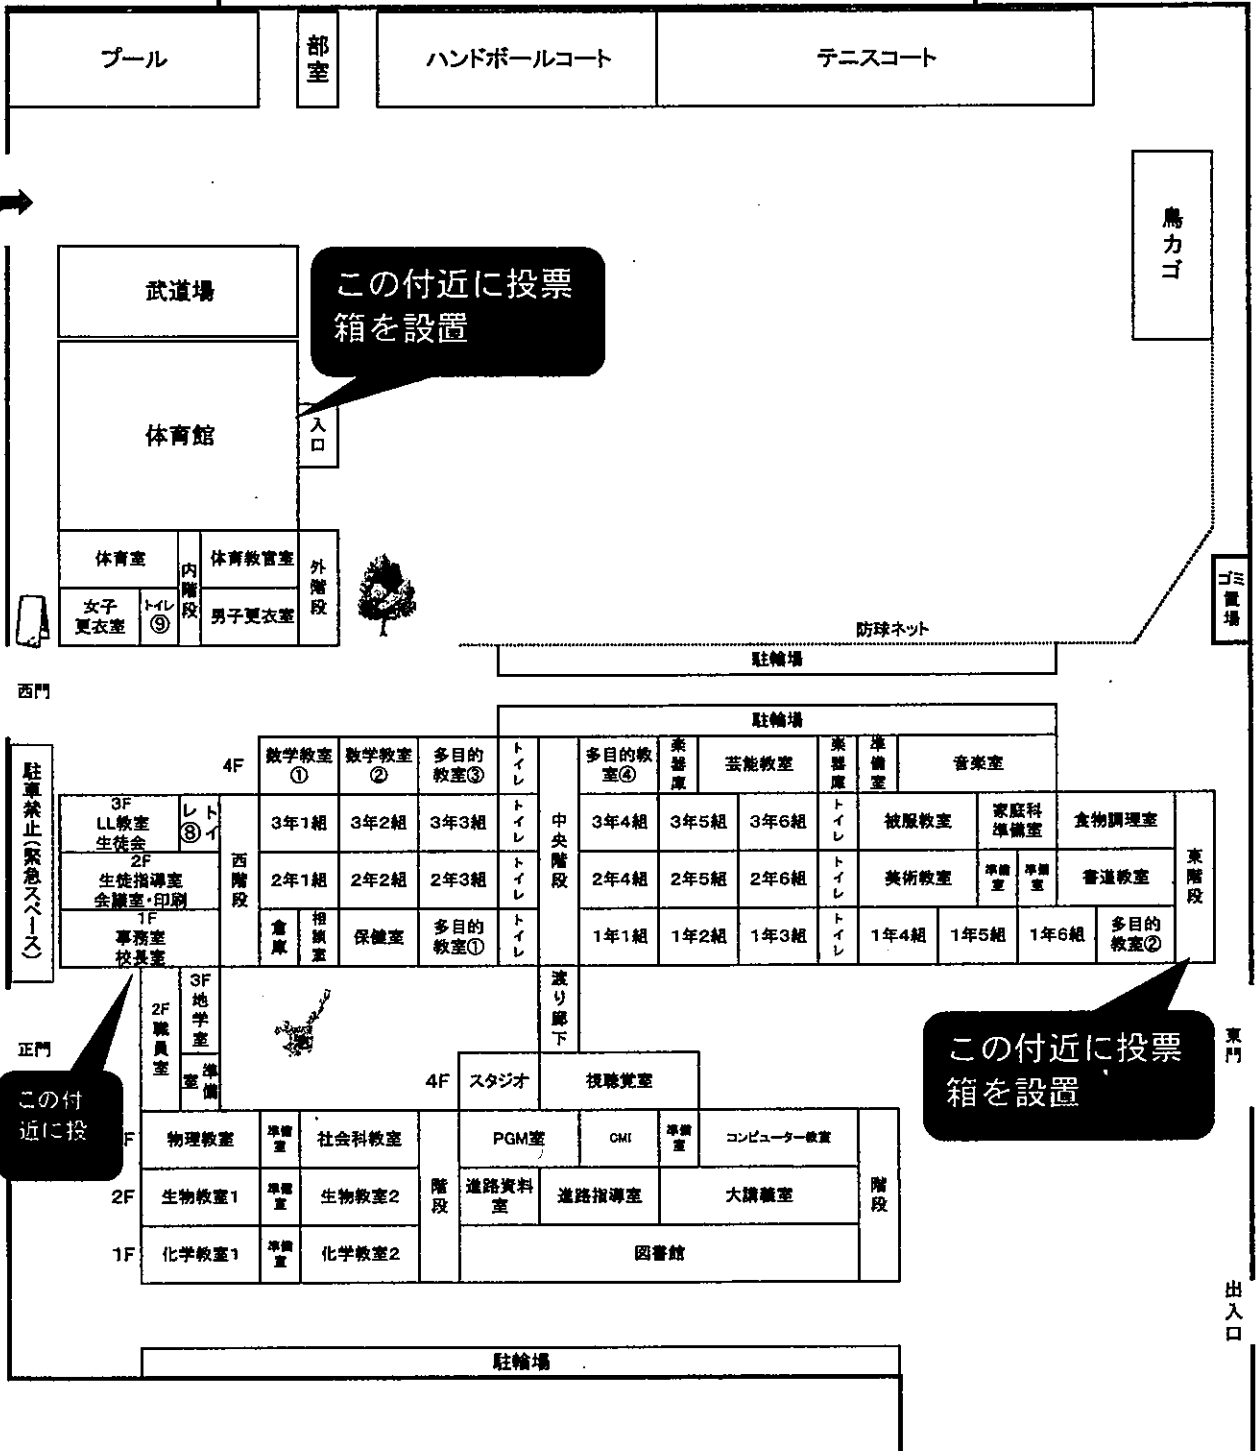 プール
部室
ハンドボールコート
テニスコート
鳥カゴ
武道場
この付近に投票
箱を設置
体育館
入口
体育室
内階段
体育教官室
外階段
女子
更衣室
トイレ
⑨
男子更衣室
ゴミ置場
防球ネット
駐輪場
西門
駐輪場
駐車禁止(緊急スペース)
4F
数学教室
①
数学教室
②
多目的
教室③
トイレ
中央階段
多目的教
室④
楽器庫
芸能教室
楽器庫
準備室
音楽室
3F
LL教室
生徒会
トイレ⑧
西階段
3年1組
3年2組
3年3組
トイレ
3年4組
3年5組
3年6組
トイレ
被服教室
家庭科
準備室
食物調理室
東階段
2F
生徒指導室
会議室・印刷
2年1組
2年2組
2年3組
トイレ
2年4組
2年5組
2年6組
トイレ
美術教室
準備室
準備室
書道教室
1F
事務室
校長室
倉庫
相談室
保健室
多目的
教室①
トイレ
1年1組
1年2組
1年3組
トイレ
1年4組
1年5組
1年6組
多目的
教室②
2F職員室
3F地学室
渡り廊下
正門
準備室
この付近に投票
箱を設置
東門
この付
近に投
4F
スタジオ
視聴覚室
F
物理教室
準備室
社会科教室
階段
PGM室
CMI
準備室
コンピューター教室
階段
2F
生物教室1
準備室
生物教室2
進路資料
室
進路指導室
大講義室
1F
化学教室1
準備室
化学教室2
図書館
出入口
駐輪場